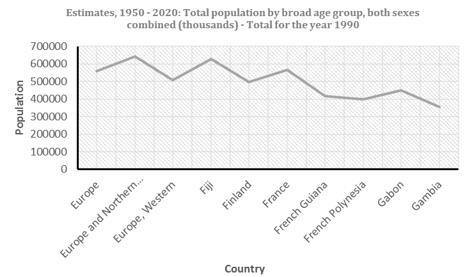 Estimates, 1950 - 2020: Total population by broad age group, both sexes
combined (thousands) - Total for the year 1990
700000
600000
500000
400000
300000
200000
100000
0
Population
Europe
Europe and Northern...
Europe, Western
Fiji
Finland
France
French Guiana
French Polynesia
Gabon
Gambia
Country